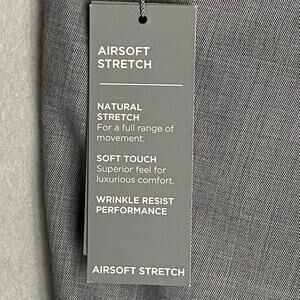 AIRSOFT
STRETCH
NATURAL
STRETCH
For a full range of
movement.
SOFT TOUCH
Superior feel for
luxurious comfort.
WRINKLE RESIST
PERFORMANCE
AIRSOFT STRETCH